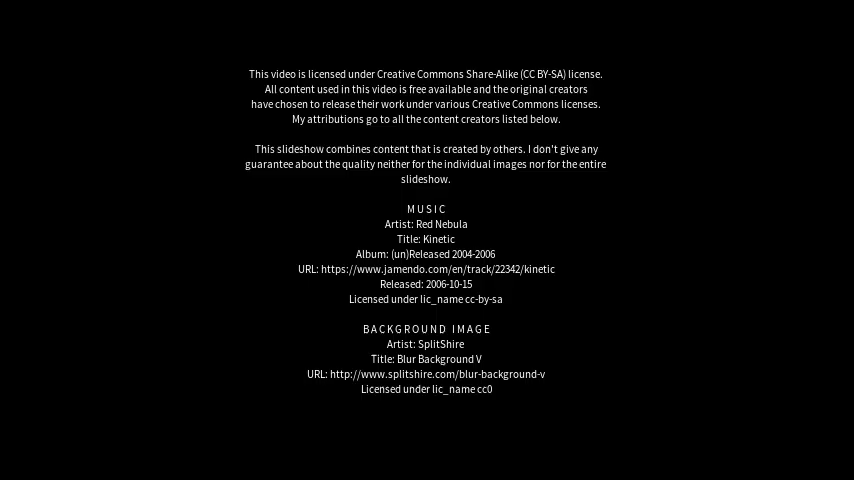 This video is licensed under Creative Commons Share-Alike (CC BY-SA) license.
All content used in this video is free available and the original creators
have chosen to release their work under various Creative Commons licenses.
My attributions go to all the content creators listed below.
This slideshow combines content that is created by others. I don't give any
guarantee about the quality neither for the individual images nor for the entire
slideshow.
MUSIC
Artist: Red Nebula
Title: Kinetic
Album: (un)Released 2004-2006
URL: https://www.jamendo.com/en/track/22342/kinetic
Released: 2006-10-15
Licensed under lic_name cc-by-sa
BACKGROUND IMAGE
Artist: SplitShire
Title: Blur Background V
URL: http://www.splitshire.com/blur-background-v
Licensed under lic_name cc0